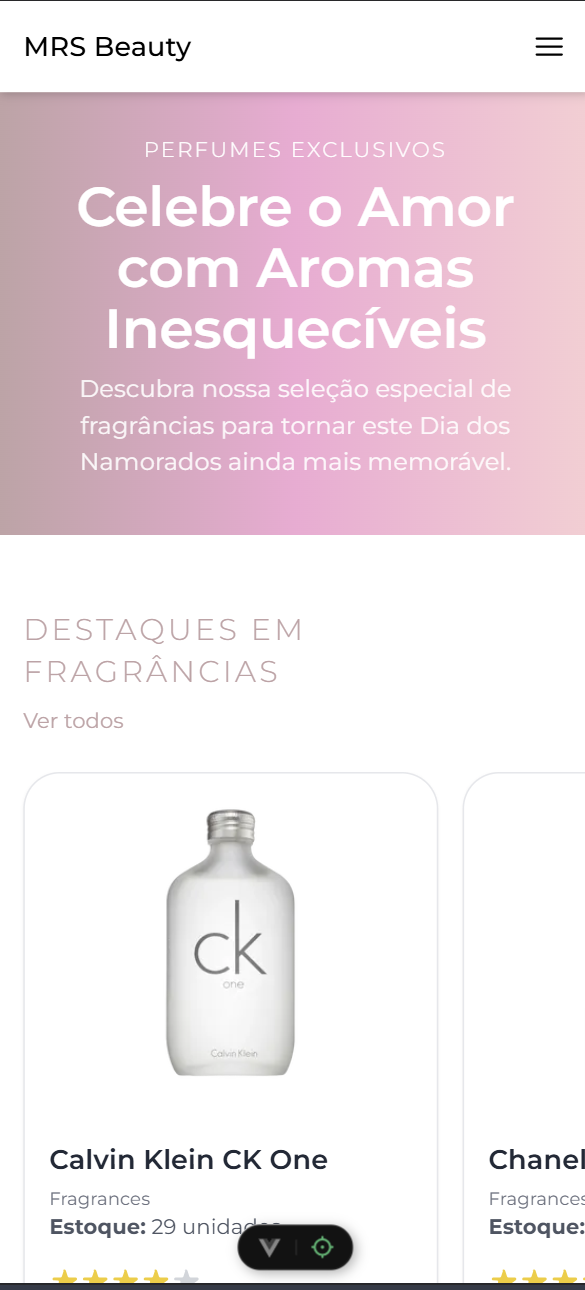 MRS Beauty
PERFUMES EXCLUSIVOS
Celebre o Amor
com Aromas
Inesquecíveis
Descubra nossa seleção especial de
fragrâncias para tornar este Dia dos
Namorados ainda mais memorável.
DESTAQUES EM
FRAGRÂNCIAS
Ver todos
ck
one
Calvin Klein
Calvin Klein CK One
Fragrances
Estoque: 29 unidades
Chanel
Fragrances
Estoque: